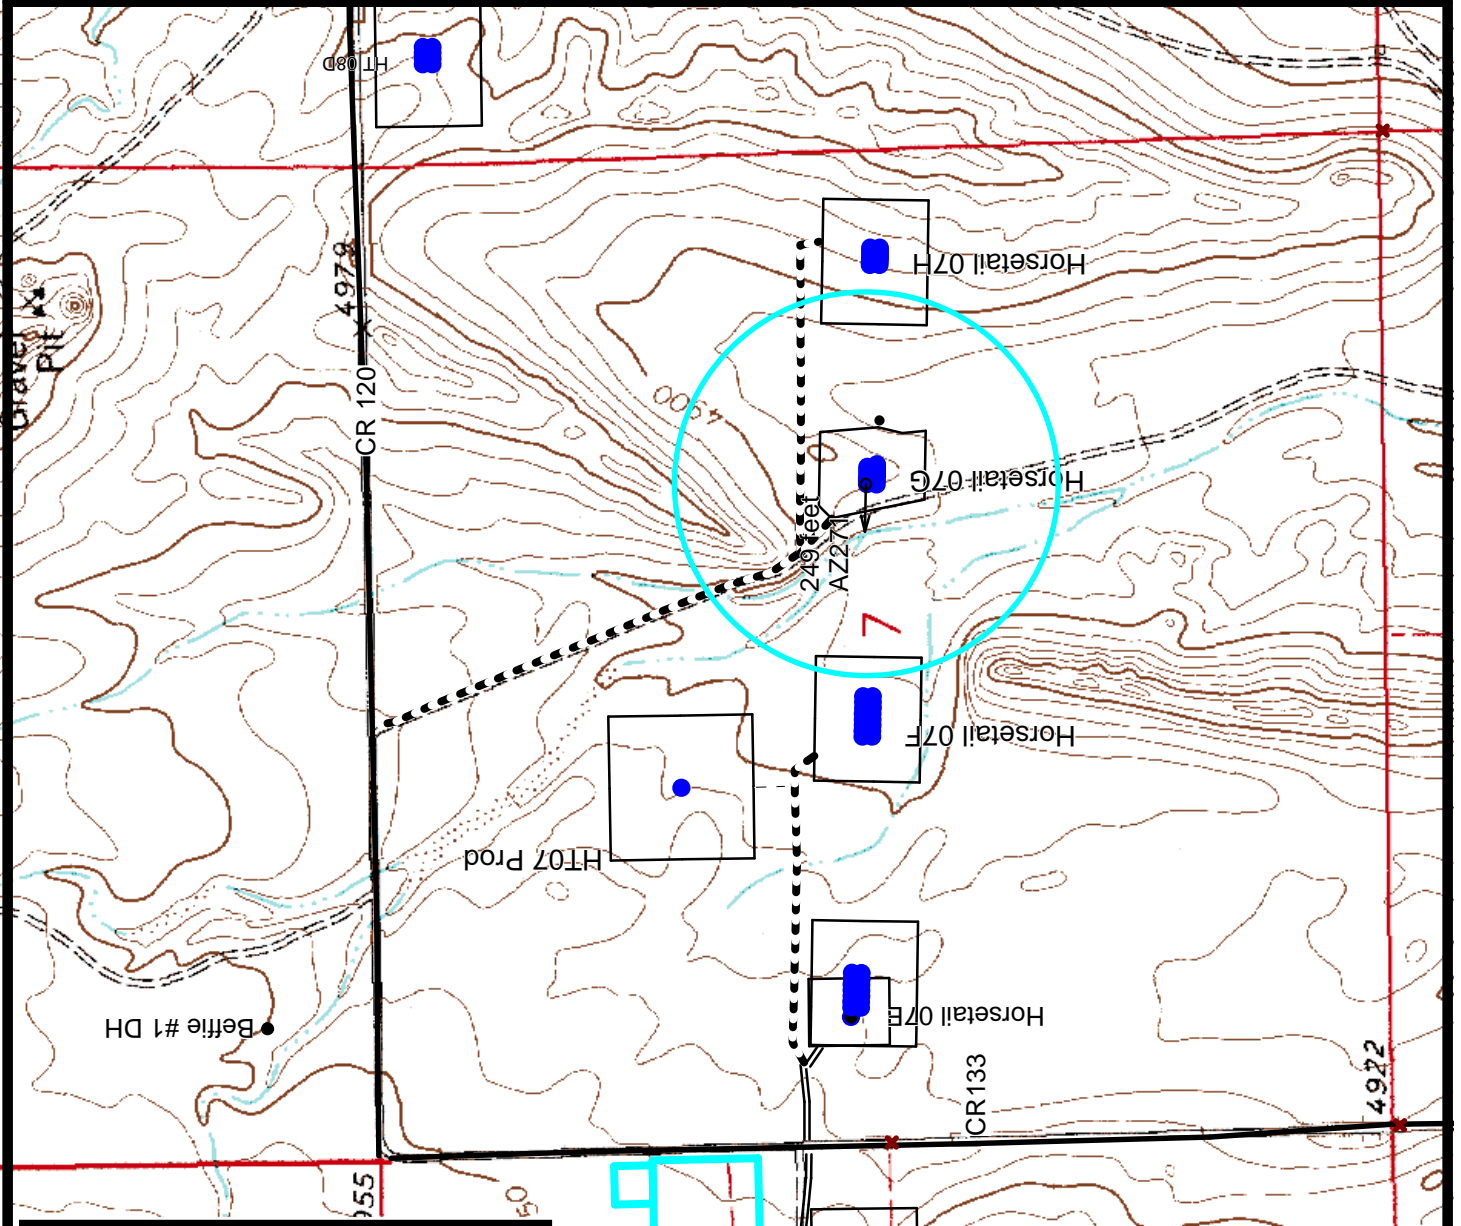 HT 08D
4979
Gravel
Pit
CR 120
Horsetail 07H
4900
Horsetail 07G
249 feet
AZ271
7
Horsetail 07F
HT07 Prod
Horsetail 07E
Beffie #1 DH
CR133
4922
955
50